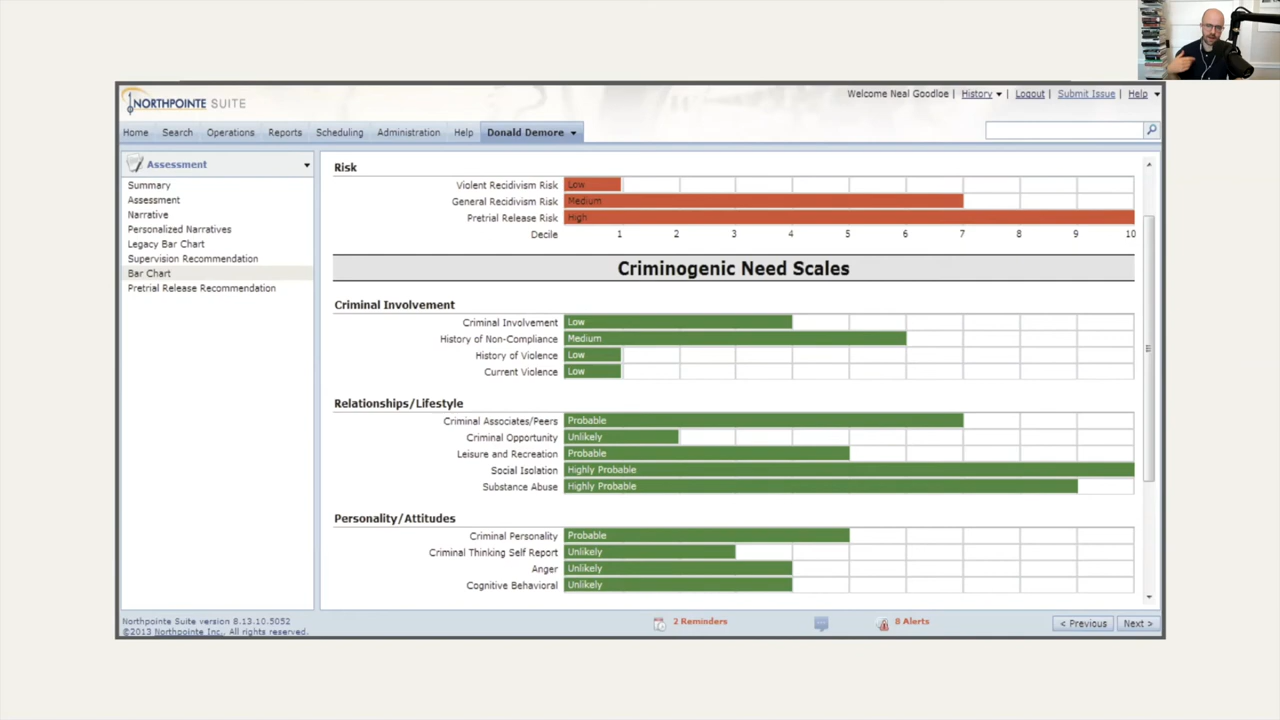 NORTHPOINTE SUITE
Welcome Neal Goodloe | History | Logout | Submit Issue | Help
Home Search Operations Reports Scheduling Administration Help Donald Demore
Assessment
Summary
Assessment
Narrative
Personalized Narratives
Legacy Bar Chart
Supervision Recommendation
Bar Chart
Pretrial Release Recommendation
Risk
Violent Recidivism Risk Low
General Recidivism Risk Medium
Pretrial Release Risk High
Decile 1 2 3 4 5 6 7 8 9 10
Criminogenic Need Scales
Criminal Involvement
Criminal Involvement Low
History of Non-Compliance Medium
History of Violence Low
Current Violence Low
Relationships/Lifestyle
Criminal Associates/Peers Probable
Criminal Opportunity Unlikely
Leisure and Recreation Probable
Social Isolation Highly Probable
Substance Abuse Highly Probable
Personality/Attitudes
Criminal Personality Probable
Criminal Thinking Self Report Unlikely
Anger Unlikely
Cognitive Behavioral Unlikely
Northpointe Suite version 8.13.10.5052
©2013 Northpointe Inc., All rights reserved.
2 Reminders
8 Alerts
< Previous
Next >